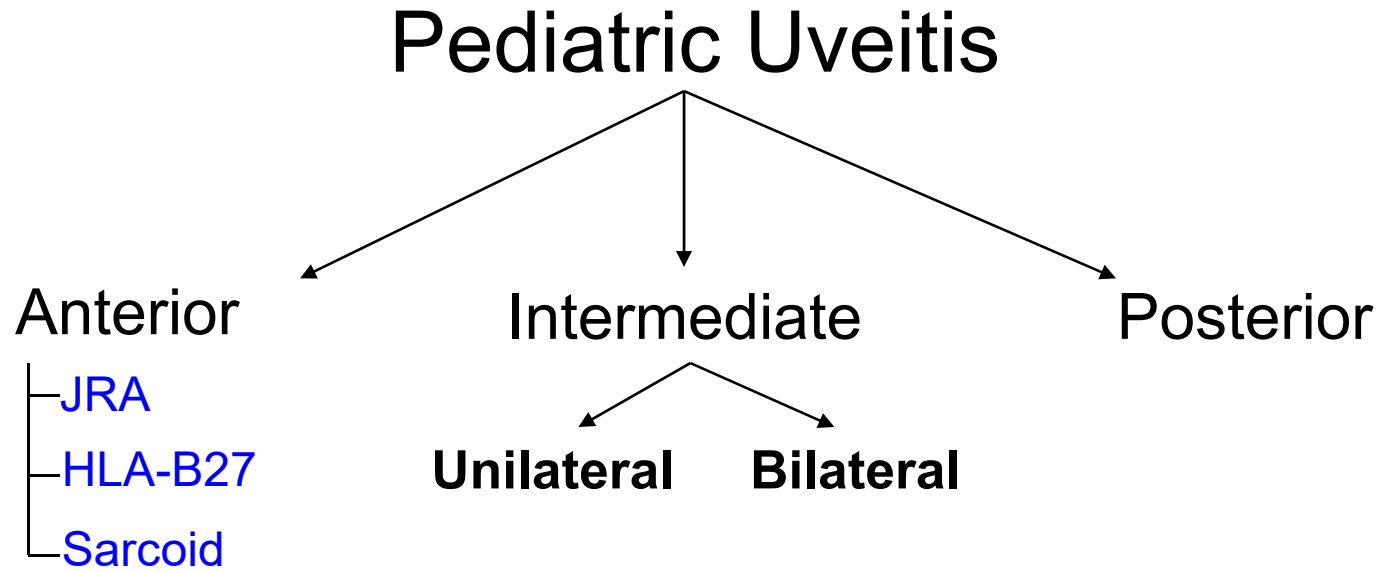 Pediatric Uveitis
Anterior
Intermediate
Posterior
JRA
HLA-B27
Sarcoid
Unilateral
Bilateral